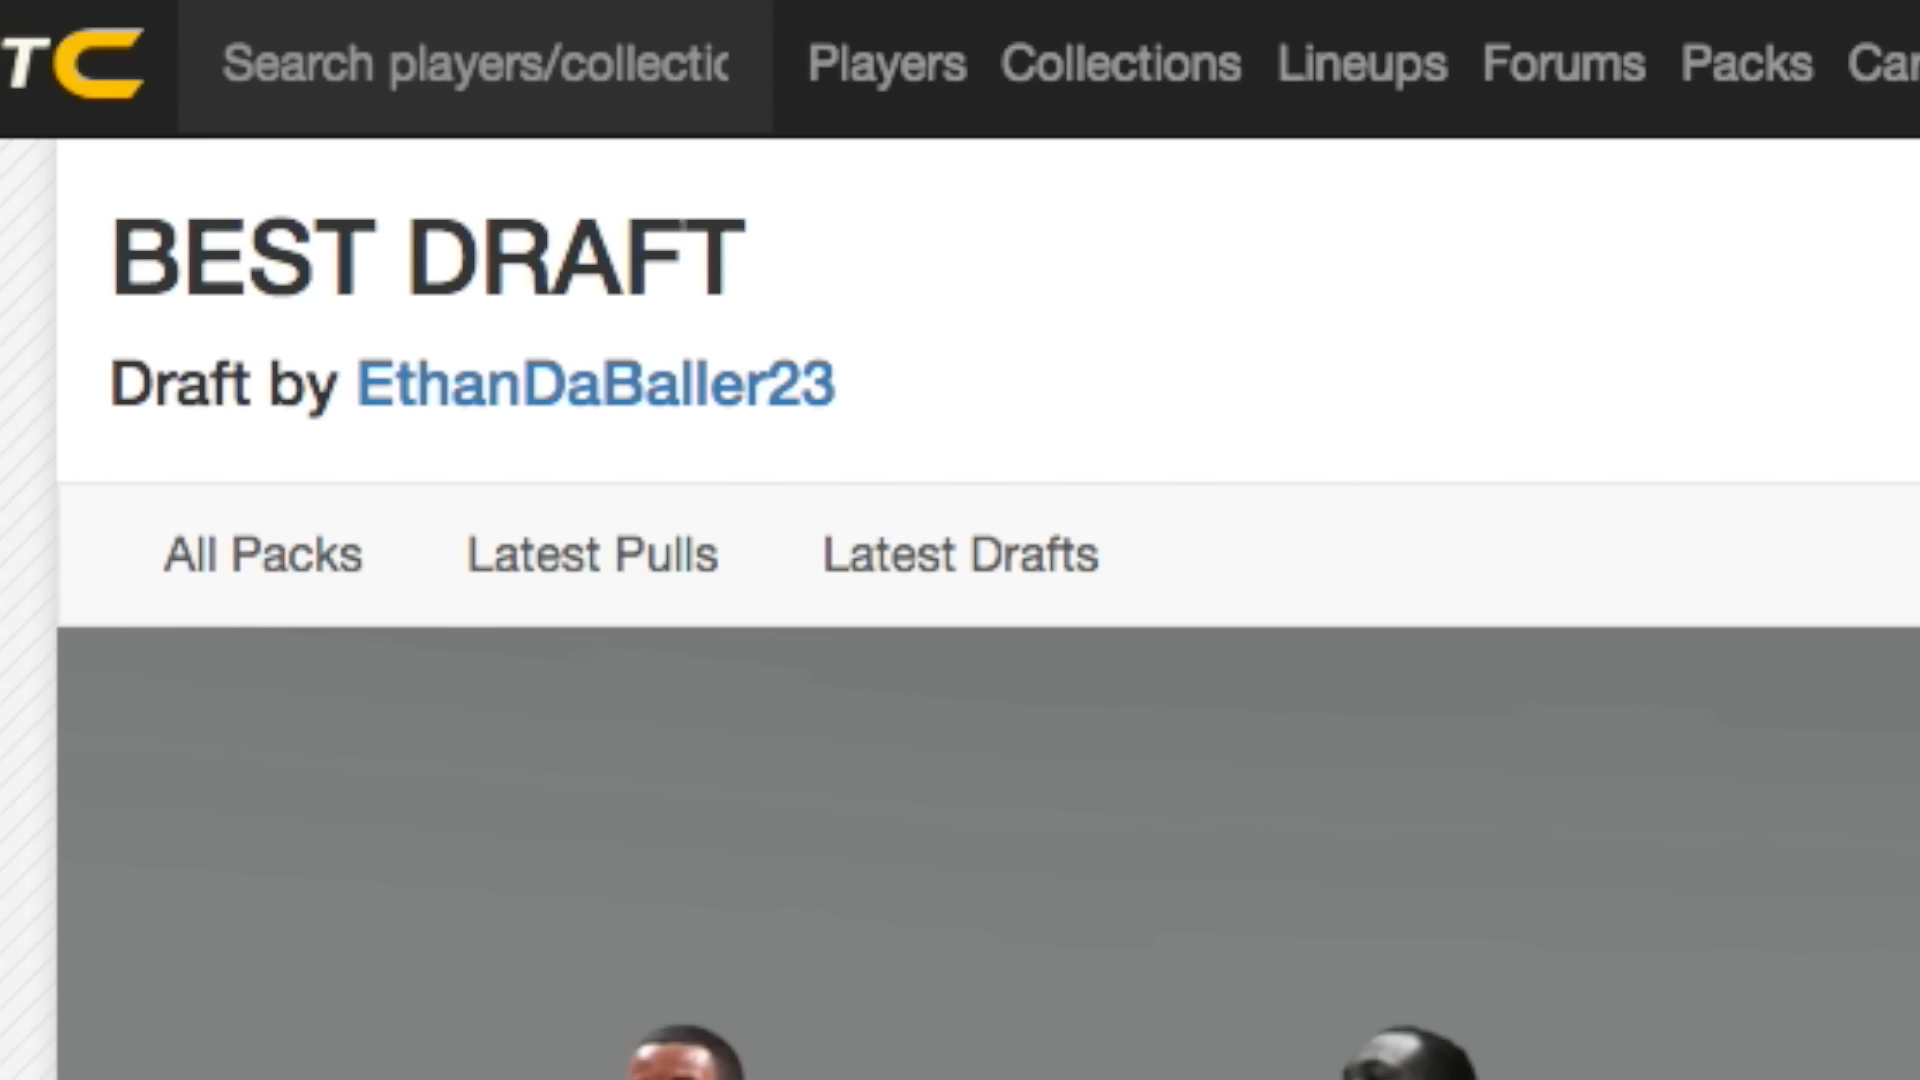 TC Search players/collectic Players Collections Lineups Forums Packs Car
BEST DRAFT
Draft by EthanDaBaller23
All Packs Latest Pulls Latest Drafts